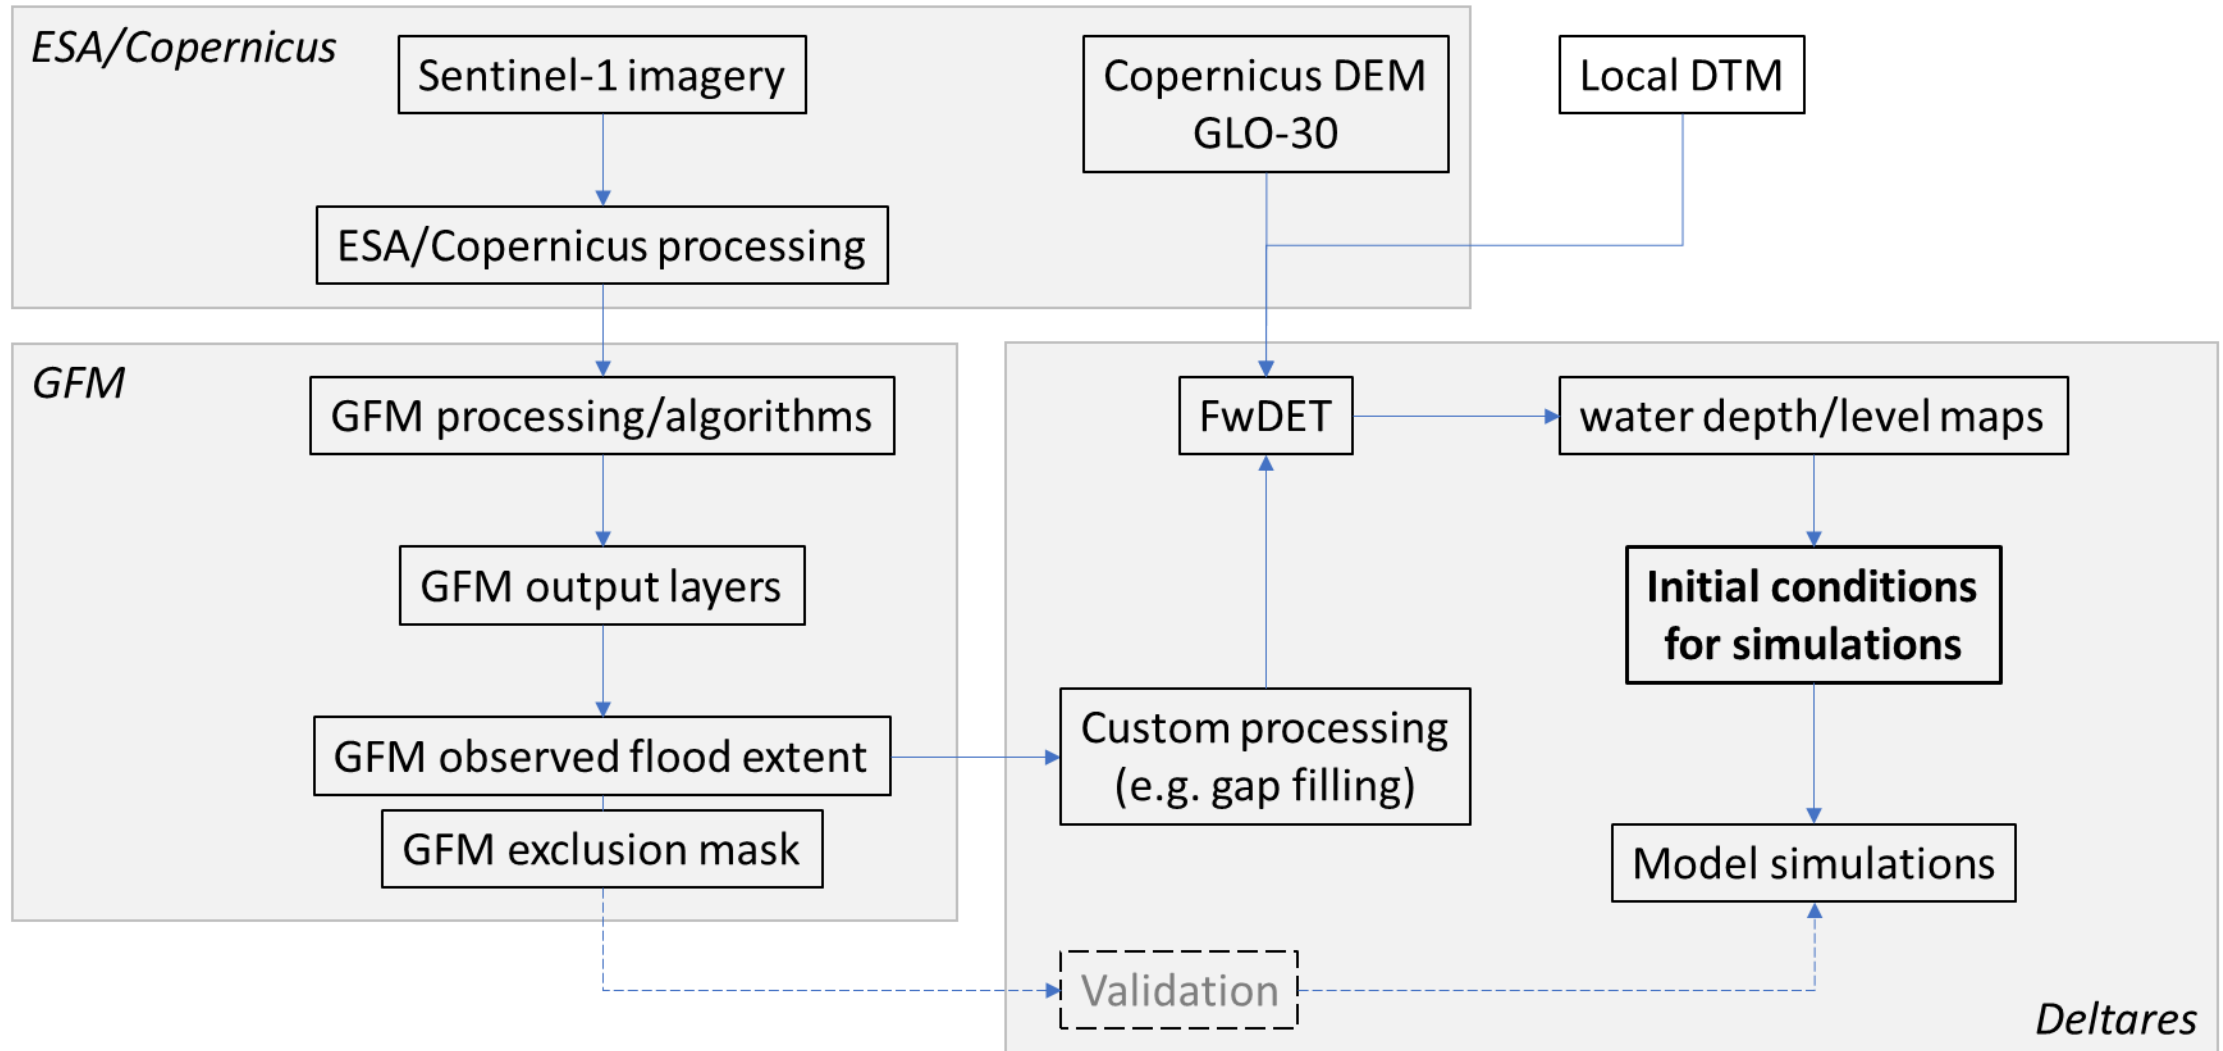 ESA/Copernicus
Sentinel-1 imagery
Copernicus DEM
GLO-30
Local DTM
ESA/Copernicus processing
GFM
GFM processing/algorithms
FwDET
water depth/level maps
GFM output layers
Initial conditions
for simulations
GFM observed flood extent
Custom processing
(e.g. gap filling)
GFM exclusion mask
Model simulations
Validation
Deltares